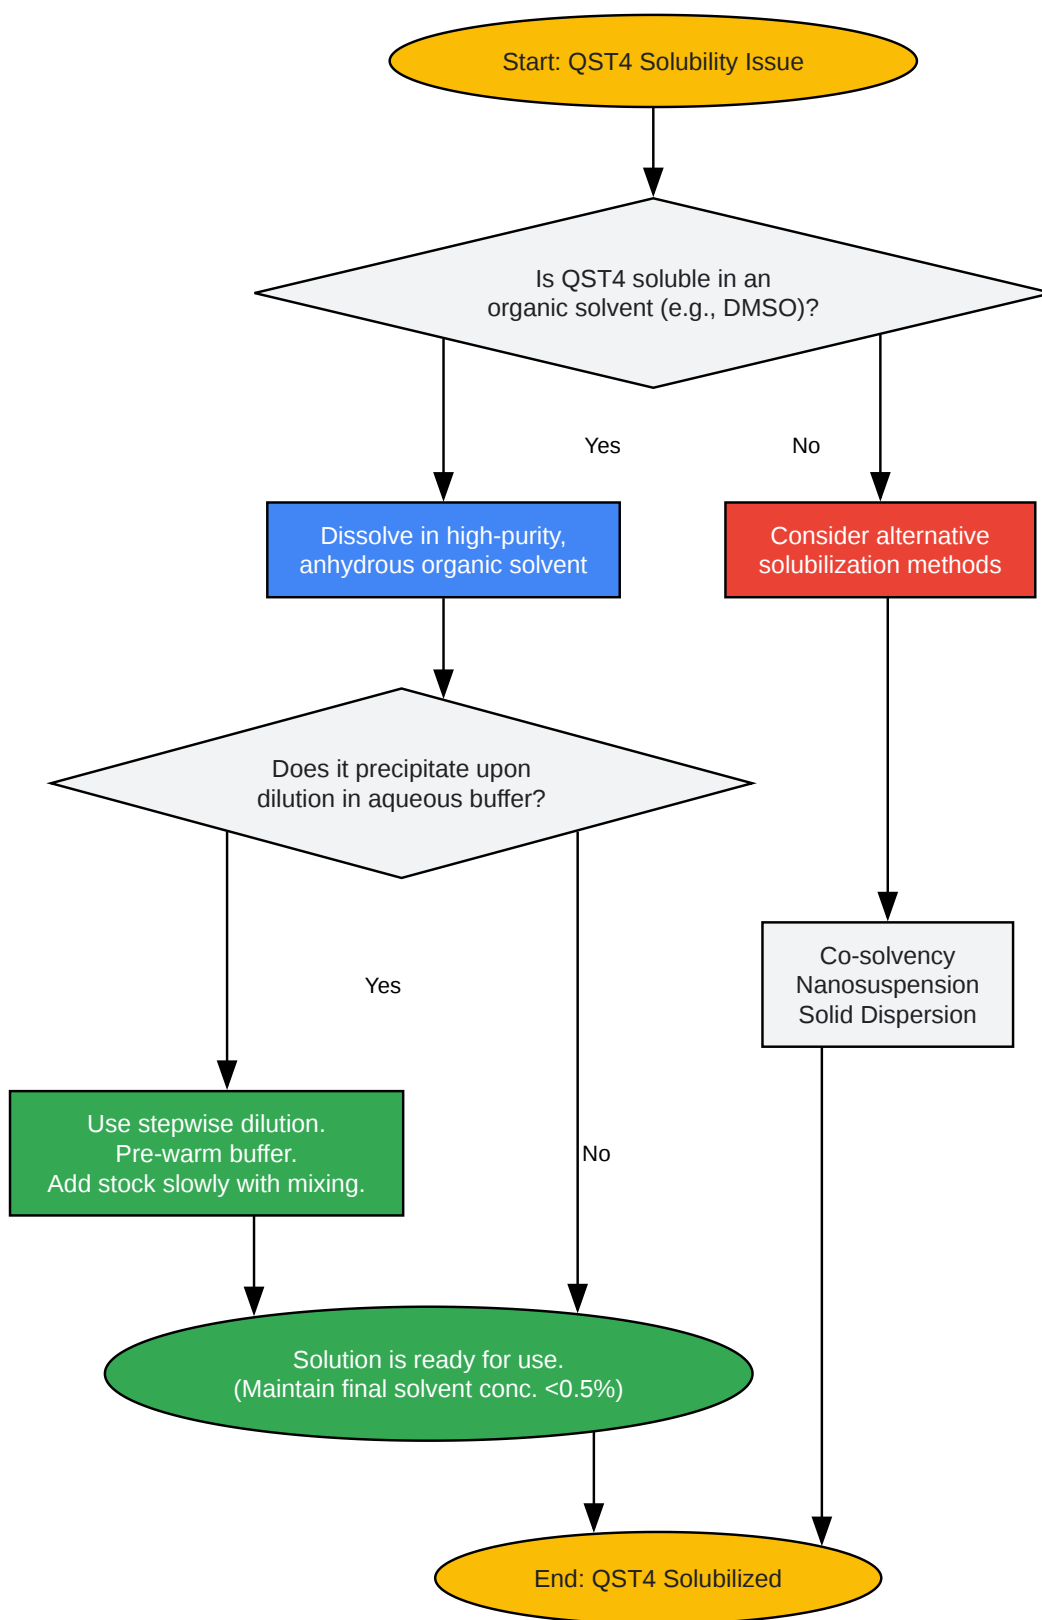 Start: QST4 Solubility Issue
Is QST4 soluble in an
organic solvent (e.g., DMSO)?
Yes
No
Dissolve in high-purity,
anhydrous organic solvent
Consider alternative
solubilization methods
Does it precipitate upon
dilution in aqueous buffer?
Co-solvency
Nanosuspension
Solid Dispersion
Yes
Use stepwise dilution.
Pre-warm buffer.
Add stock slowly with mixing.
No
Solution is ready for use.
(Maintain final solvent conc. <0.5%)
End: QST4 Solubilized